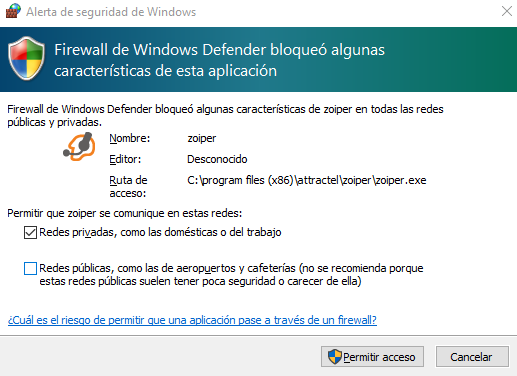 Alerta de seguridad de Windows
Firewall de Windows Defender bloqueó algunas
características de esta aplicación
Firewall de Windows Defender bloqueó algunas características de zoiper en todas las redes
públicas y privadas.
Nombre: zoiper
Editor: Desconocido
Ruta de acceso: C:\program files (x86)\attractel\zoiper\zoiper.exe
Permitir que zoiper se comunique en estas redes:
Redes privadas, como las domésticas o del trabajo
Redes públicas, como las de aeropuertos y cafeterías (no se recomienda porque
estas redes públicas suelen tener poca seguridad o carecer de ella)
¿Cuál es el riesgo de permitir que una aplicación pase a través de un firewall?
Permitir acceso Cancelar